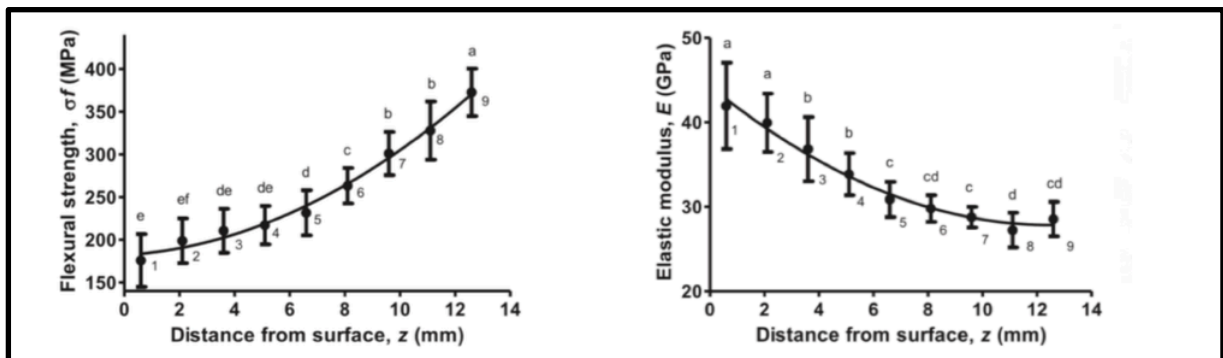 Flexural strength, σf (MPa)
400
350
300
250
200
150
e
ef
de
de
d
c
b
b
a
1
2
3
4
5
6
7
8
9
0
2
4
6
8
10
12
14
Distance from surface, z (mm)
Elastic modulus, E (GPa)
50
40
30
20
a
a
b
b
c
cd
c
d
cd
1
2
3
4
5
6
7
8
9
0
2
4
6
8
10
12
14
Distance from surface, z (mm)